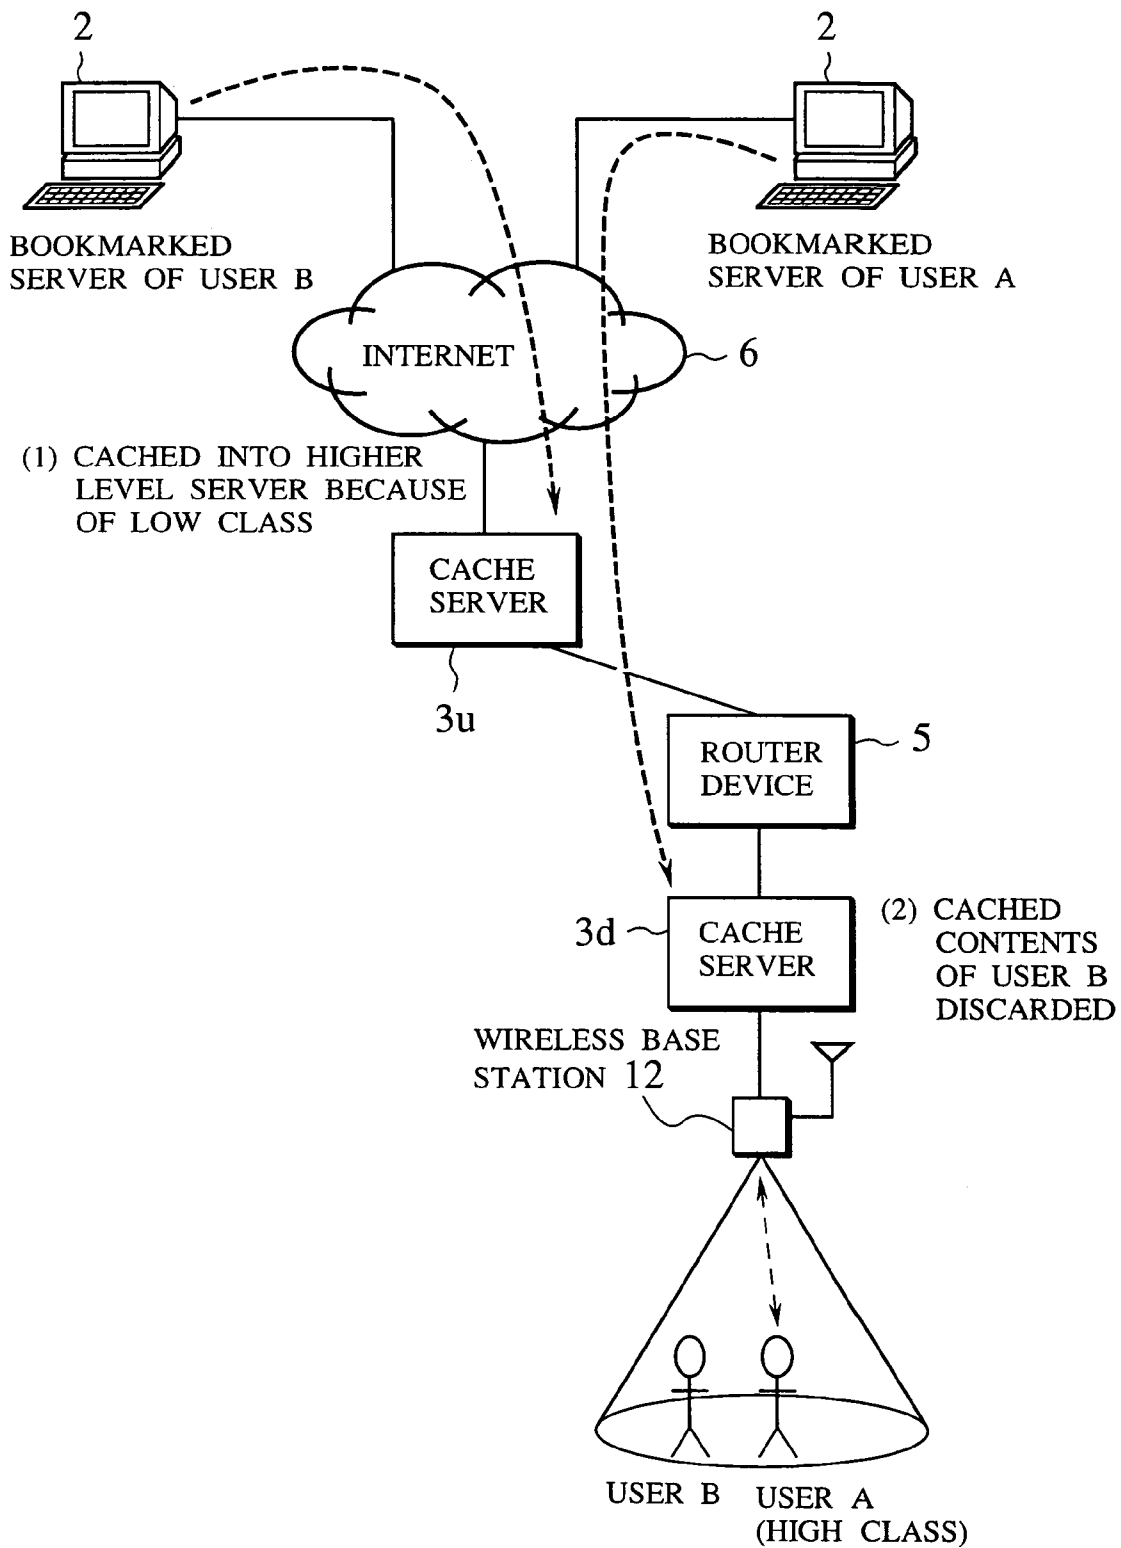 2
2
BOOKMARKED
SERVER OF USER B
BOOKMARKED
SERVER OF USER A
INTERNET
6
(1) CACHED INTO HIGHER
LEVEL SERVER BECAUSE
OF LOW CLASS
CACHE
SERVER
3u
ROUTER
DEVICE
5
3d
CACHE
SERVER
(2) CACHED
CONTENTS
OF USER B
DISCARDED
WIRELESS BASE
STATION 12
USER B
USER A
(HIGH CLASS)